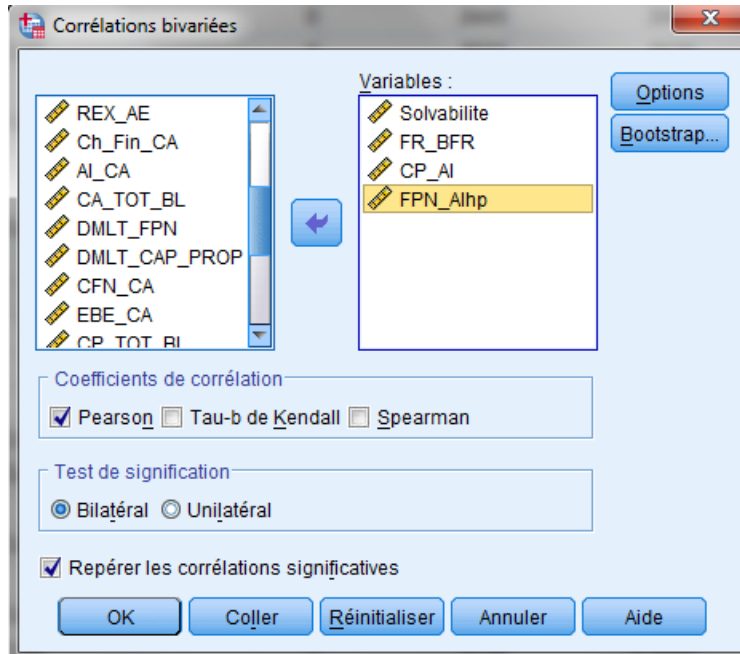 Corrélations bivariées
REX_AE
Ch_Fin_CA
AI_CA
CA_TOT_BL
DMLT_FPN
DMLT_CAP_PROP
CFN_CA
EBE_CA
CP_TOT_BL
Variables :
Solvabilite
FR_BFR
CP_AI
FPN_AIhp
Options
Bootstrap...
Coefficients de corrélation
Pearson Tau-b de Kendall Spearman
Test de signification
Bilatéral Unilatéral
Repérer les corrélations significatives
OK Coller Réinitialiser Annuler Aide